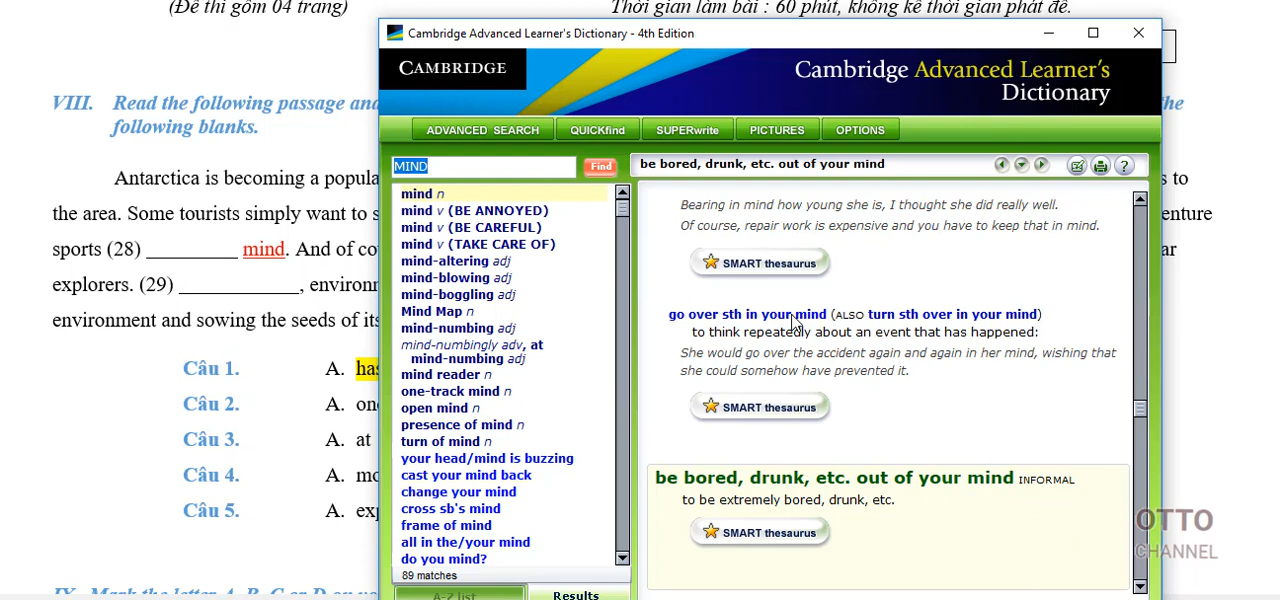 (Đề thi gồm 04 trang)
Thời gian làm bài : 60 phút, không kể thời gian phát đề.
VIII. Read the following passage and
the
following blanks.
Antarctica is becoming a popula
s to
the area. Some tourists simply want to s
enture
sports (28) _________ mind. And of co
ar
explorers. (29) ____________, environm
environment and sowing the seeds of its
Câu 1. A. has
Câu 2. A. on
Câu 3. A. at
Câu 4. A. mo
Câu 5. A. exp
Cambridge Advanced Learner's Dictionary - 4th Edition
CAMBRIDGE
Cambridge Advanced Learner's
Dictionary
ADVANCED SEARCH QUICKfind SUPERwrite PICTURES OPTIONS
MIND Find
be bored, drunk, etc. out of your mind
mind n
mind v (BE ANNOYED)
mind v (BE CAREFUL)
mind v (TAKE CARE OF)
mind-altering adj
mind-blowing adj
mind-boggling adj
Mind Map n
mind-numbing adj
mind-numbingly adv, at
mind-numbing adj
mind reader n
one-track mind n
open mind n
presence of mind n
turn of mind n
your head/mind is buzzing
cast your mind back
change your mind
cross sb's mind
frame of mind
all in the/your mind
do you mind?
89 matches
A-Z list Results
Bearing in mind how young she is, I thought she did really well.
Of course, repair work is expensive and you have to keep that in mind.
SMART thesaurus
go over sth in your mind (ALSO turn sth over in your mind)
to think repeatedly about an event that has happened:
She would go over the accident again and again in her mind, wishing that
she could somehow have prevented it.
SMART thesaurus
be bored, drunk, etc. out of your mind INFORMAL
to be extremely bored, drunk, etc.
SMART thesaurus
OTTO
CHANNEL